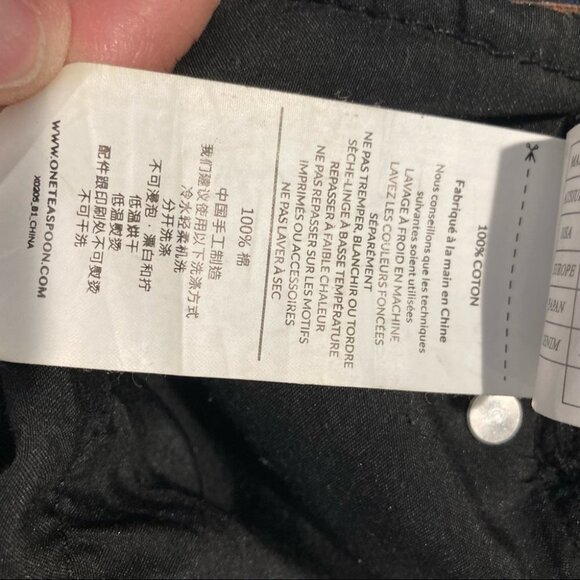 USA
EUROPE
JAPAN
100% COTON
Fabriqué à la main en Chine
Nous conseillons que les techniques
suivantes soient utilisées
LAVAGE À FROID EN MACHINE
LAVEZ LES COULEURS FONCÉES
SÉPARÉMENT
NE PAS TREMPER, BLANCHIR OU TORDRE
SÈCHE-LINGE À BASSE TEMPÉRATURE
REPASSER À FAIBLE CHALEUR
NE PAS REPASSER SUR LES MOTIFS
IMPRIMÉS OU ACCESSOIRES
NE PAS LAVER À SEC
100% 棉
中国手工制造
我们建议使用以下洗涤方式
冷水轻柔机洗
分开洗涤
不可浸泡，漂白和拧
低温烘干
低温熨烫
配件跟印刷处不可熨烫
不可干洗
WWW.ONETEASPOON.COM
X0205_B1_CHINA